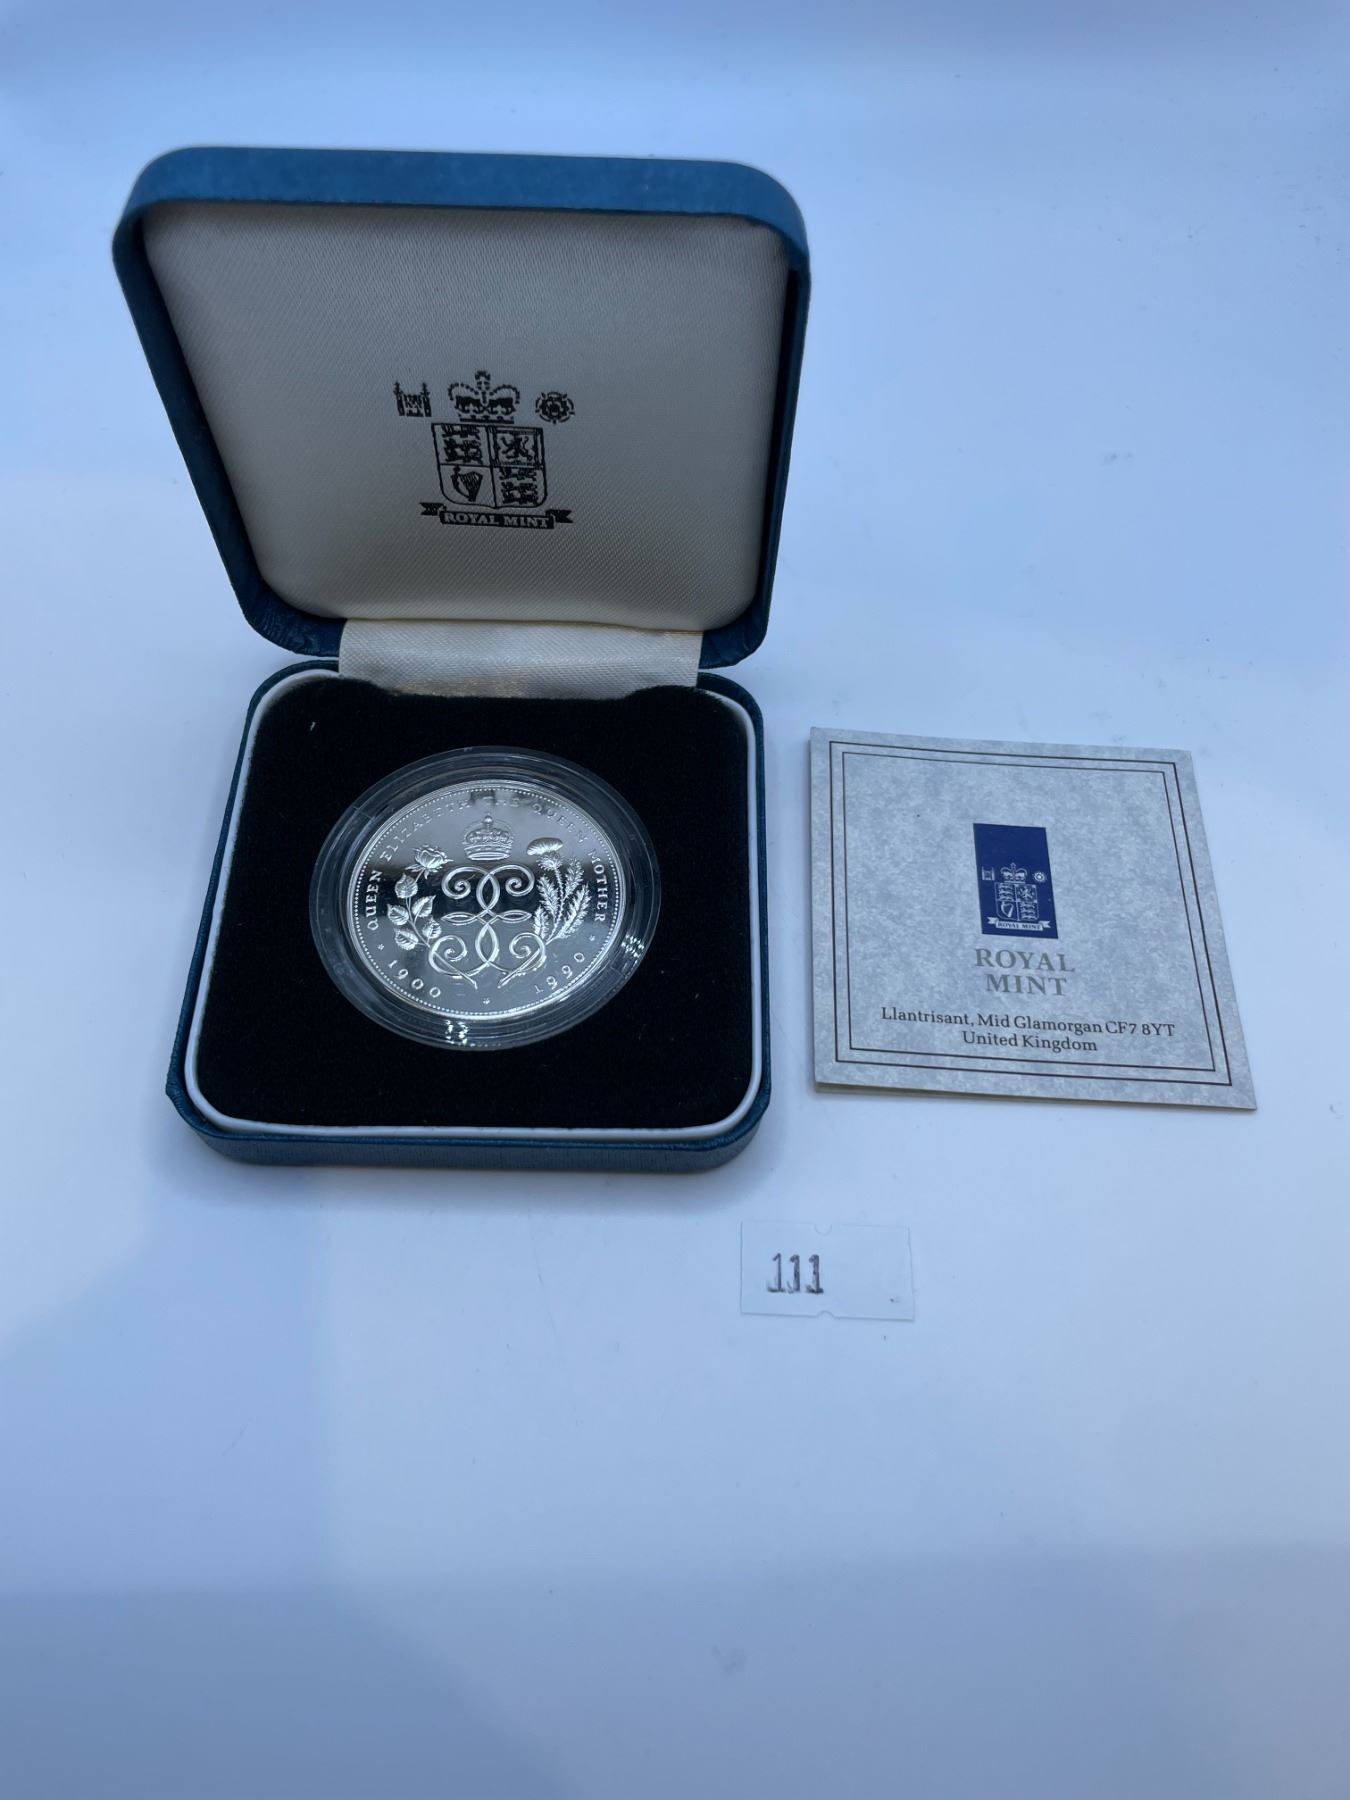 ROYAL MINT
QUEEN ELIZABETH THE QUEEN MOTHER
* 1900
1990 *
ROYAL MINT
ROYAL
MINT
Llantrisant, Mid Glamorgan CF7 8YT
United Kingdom
111